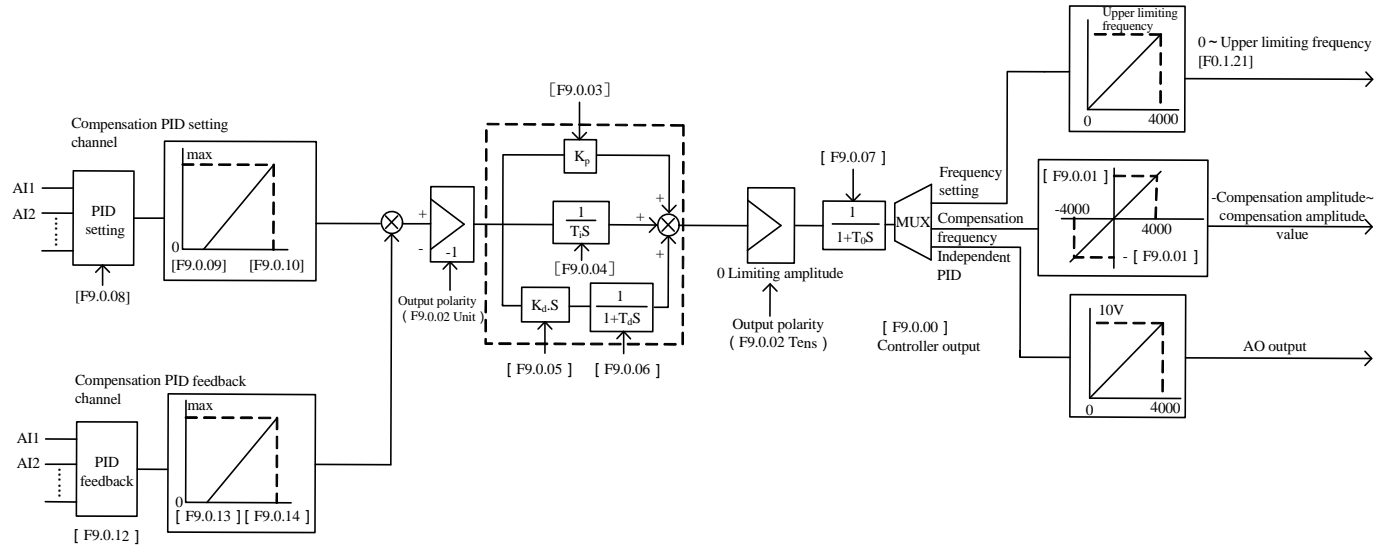 Compensation PID setting
channel
AI1
AI2
PID
setting
[F9.0.08]
max
0
[F9.0.09]
[F9.0.10]
Compensation PID feedback
channel
AI1
AI2
PID
feedback
[ F9.0.12 ]
max
0
[ F9.0.13 ]
[ F9.0.14 ]
+
-
-1
Output polarity
( F9.0.02 Unit )
[F9.0.03]
Kp
1
TiS
[F9.0.04]
Kd.S
1
1+TdS
[ F9.0.05 ]
[ F9.0.06 ]
+
+
+
0 Limiting amplitude
Output polarity
( F9.0.02 Tens )
[ F9.0.07 ]
1
1+T0S
MUX
Frequency
setting
Compensation
frequency
Independent
PID
[ F9.0.00 ]
Controller output
Upper limiting
frequency
0
4000
0 ~ Upper limiting frequency
[F0.1.21]
[ F9.0.01 ]
-4000
4000
- [ F9.0.01 ]
-Compensation amplitude~
compensation amplitude
value
10V
0
4000
AO output